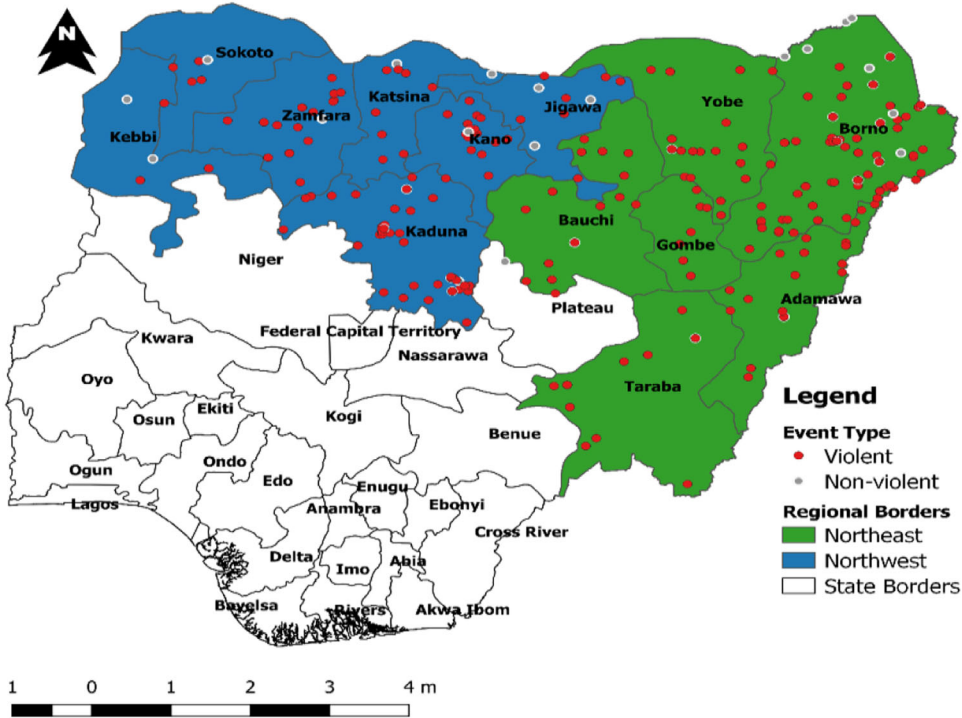 N
Sokoto
Katsina
Zamfara
Jigawa
Yobe
Kebbi
Kano
Borno
Bauchi
Kaduna
Gombe
Niger
Adamawa
Plateau
Federal Capital Territory
Kwara
Nassarawa
Oyo
Taraba
Ekiti
Osun
Kogi
Benue
Ondo
Ogun
Edo
Enugu
Lagos
Anambra
Ebonyi
Cross River
Delta
Abia
Imo
Bayelsa
Rivers
Akwa Ibom
Legend
Event Type
Violent
Non-violent
Regional Borders
Northeast
Northwest
State Borders
1 0 1 2 3 4 m